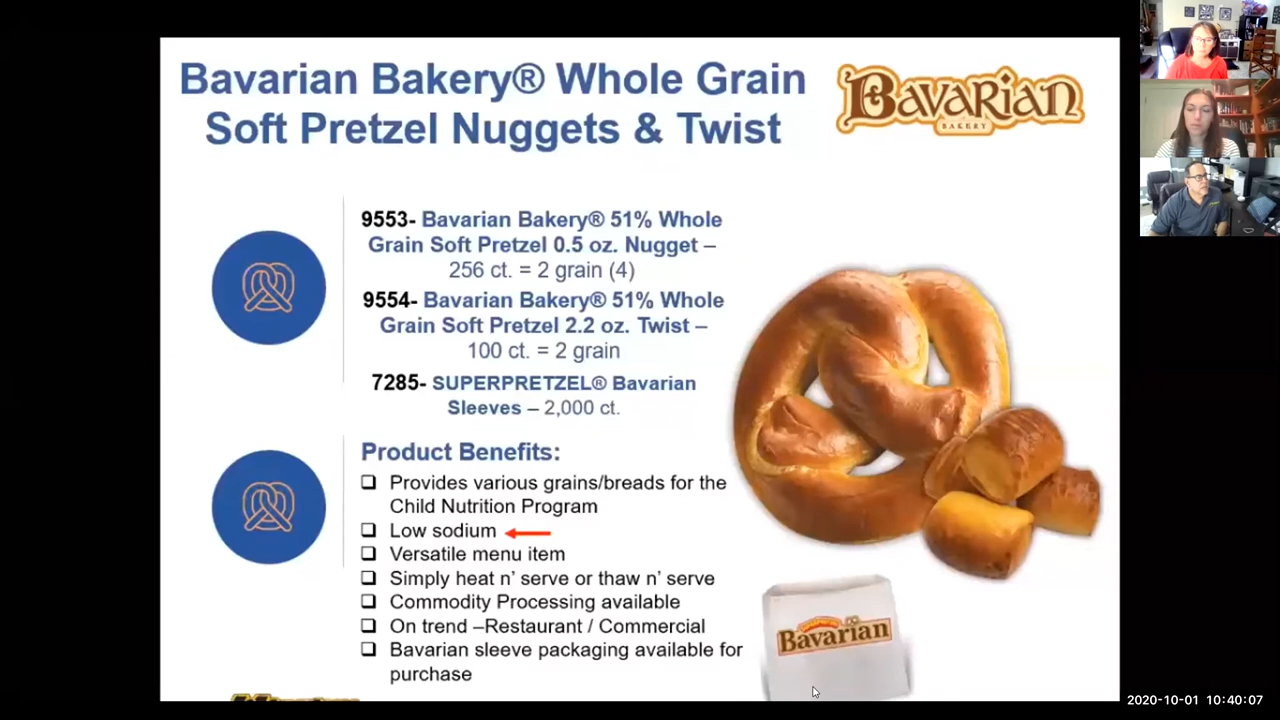 Bavarian Bakery® Whole Grain
Soft Pretzel Nuggets & Twist
BAVARIAN
BAKERY
9553- Bavarian Bakery® 51% Whole
Grain Soft Pretzel 0.5 oz. Nugget –
256 ct. = 2 grain (4)
9554- Bavarian Bakery® 51% Whole
Grain Soft Pretzel 2.2 oz. Twist –
100 ct. = 2 grain
7285- SUPERPRETZEL® Bavarian
Sleeves – 2,000 ct.
Product Benefits:
❑ Provides various grains/breads for the
Child Nutrition Program
❑ Low sodium
❑ Versatile menu item
❑ Simply heat n’ serve or thaw n’ serve
❑ Commodity Processing available
❑ On trend –Restaurant / Commercial
❑ Bavarian sleeve packaging available for
purchase
Bavarian
2020-10-01 10:40:07